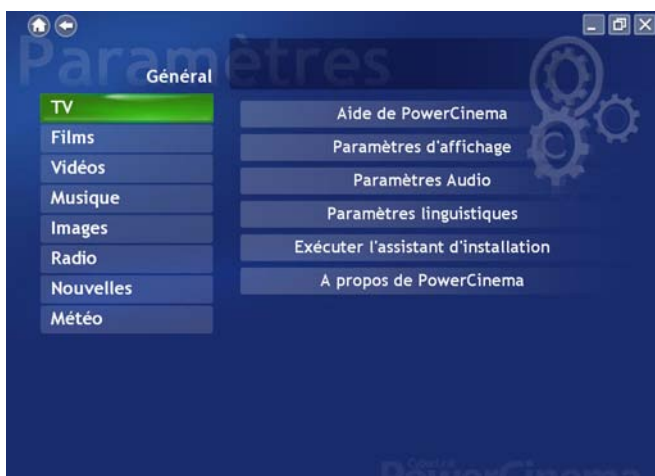 Paramètres
Général
TV
Films
Vidéos
Musique
Images
Radio
Nouvelles
Météo
Aide de PowerCinema
Paramètres d'affichage
Paramètres Audio
Paramètres linguistiques
Exécuter l'assistant d'installation
A propos de PowerCinema
PowerCinema